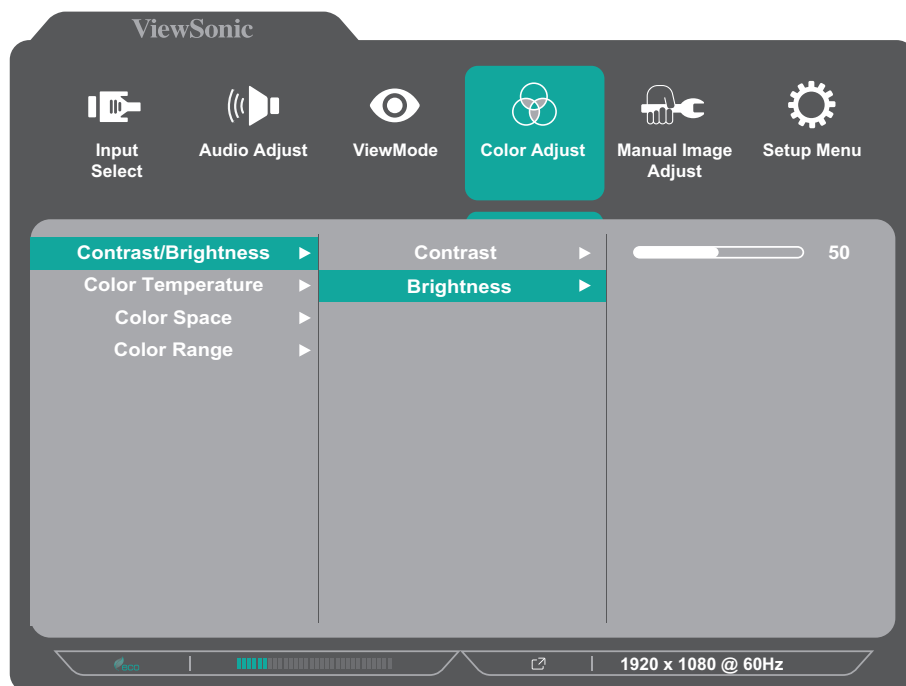 ViewSonic
Input
Select
Audio Adjust
ViewMode
Color Adjust
Manual Image
Adjust
Setup Menu
Contrast/Brightness
Color Temperature
Color Space
Color Range
Contrast
Brightness
50
eco
1920 x 1080 @ 60Hz